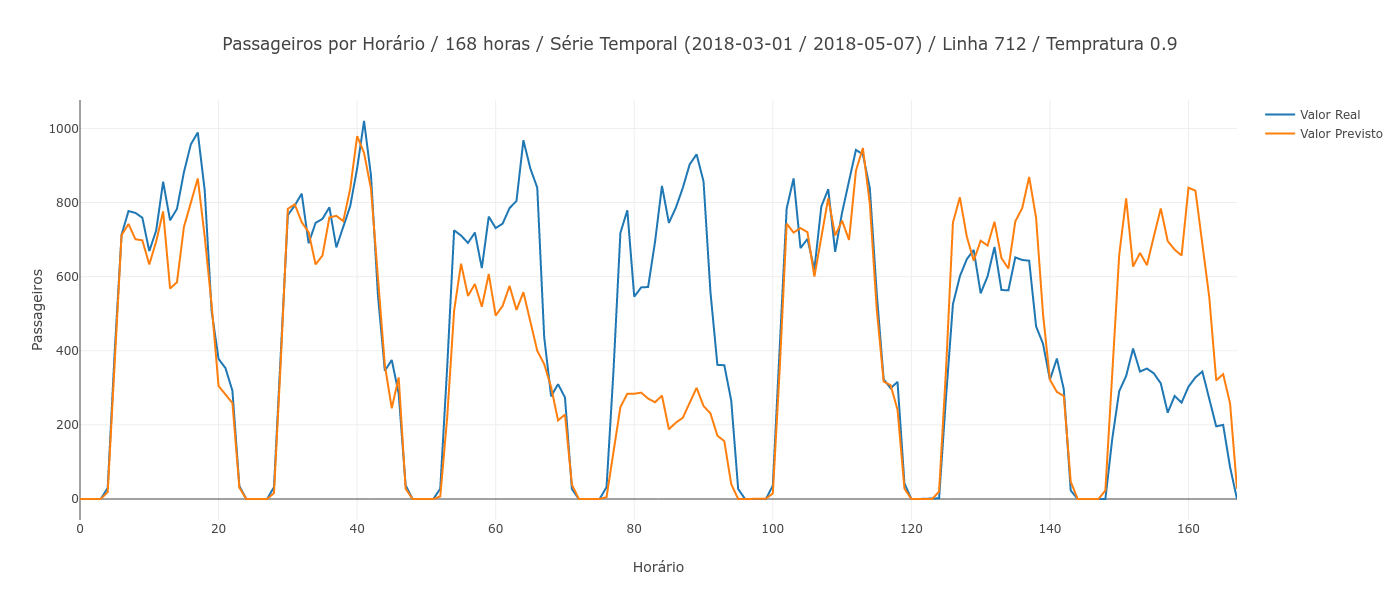 Passageiros por Horário / 168 horas / Série Temporal (2018-03-01 / 2018-05-07) / Linha 712 / Tempratura 0.9
Valor Real
Valor Previsto
Passageiros
1000
800
600
400
200
0
0 20 40 60 80 100 120 140 160
Horário